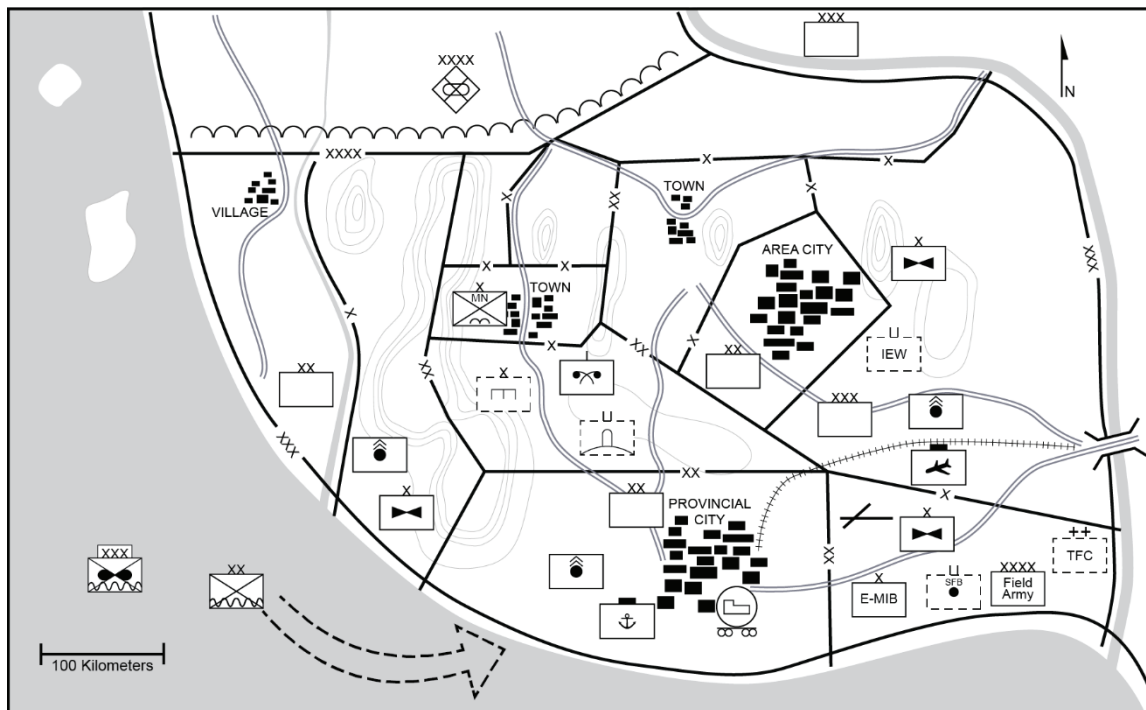 XXX
N
XXXX
XXXX
X
X
TOWN
X
X
XX
VILLAGE
AREA CITY
X
XXX
X
X
X
MN
TOWN
X
X
X
XX
X
U
IEW
XX
XX
XX
X
U
XXX
XXX
X
XX
XX
X
PROVINCIAL
CITY
X
XX
XXX
XX
X
E-MIB
U
SFB
XXXX
Field
Army
++
TFC
100 Kilometers